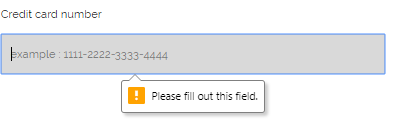 Credit card number
example : 1111-2222-3333-4444
! Please fill out this field.